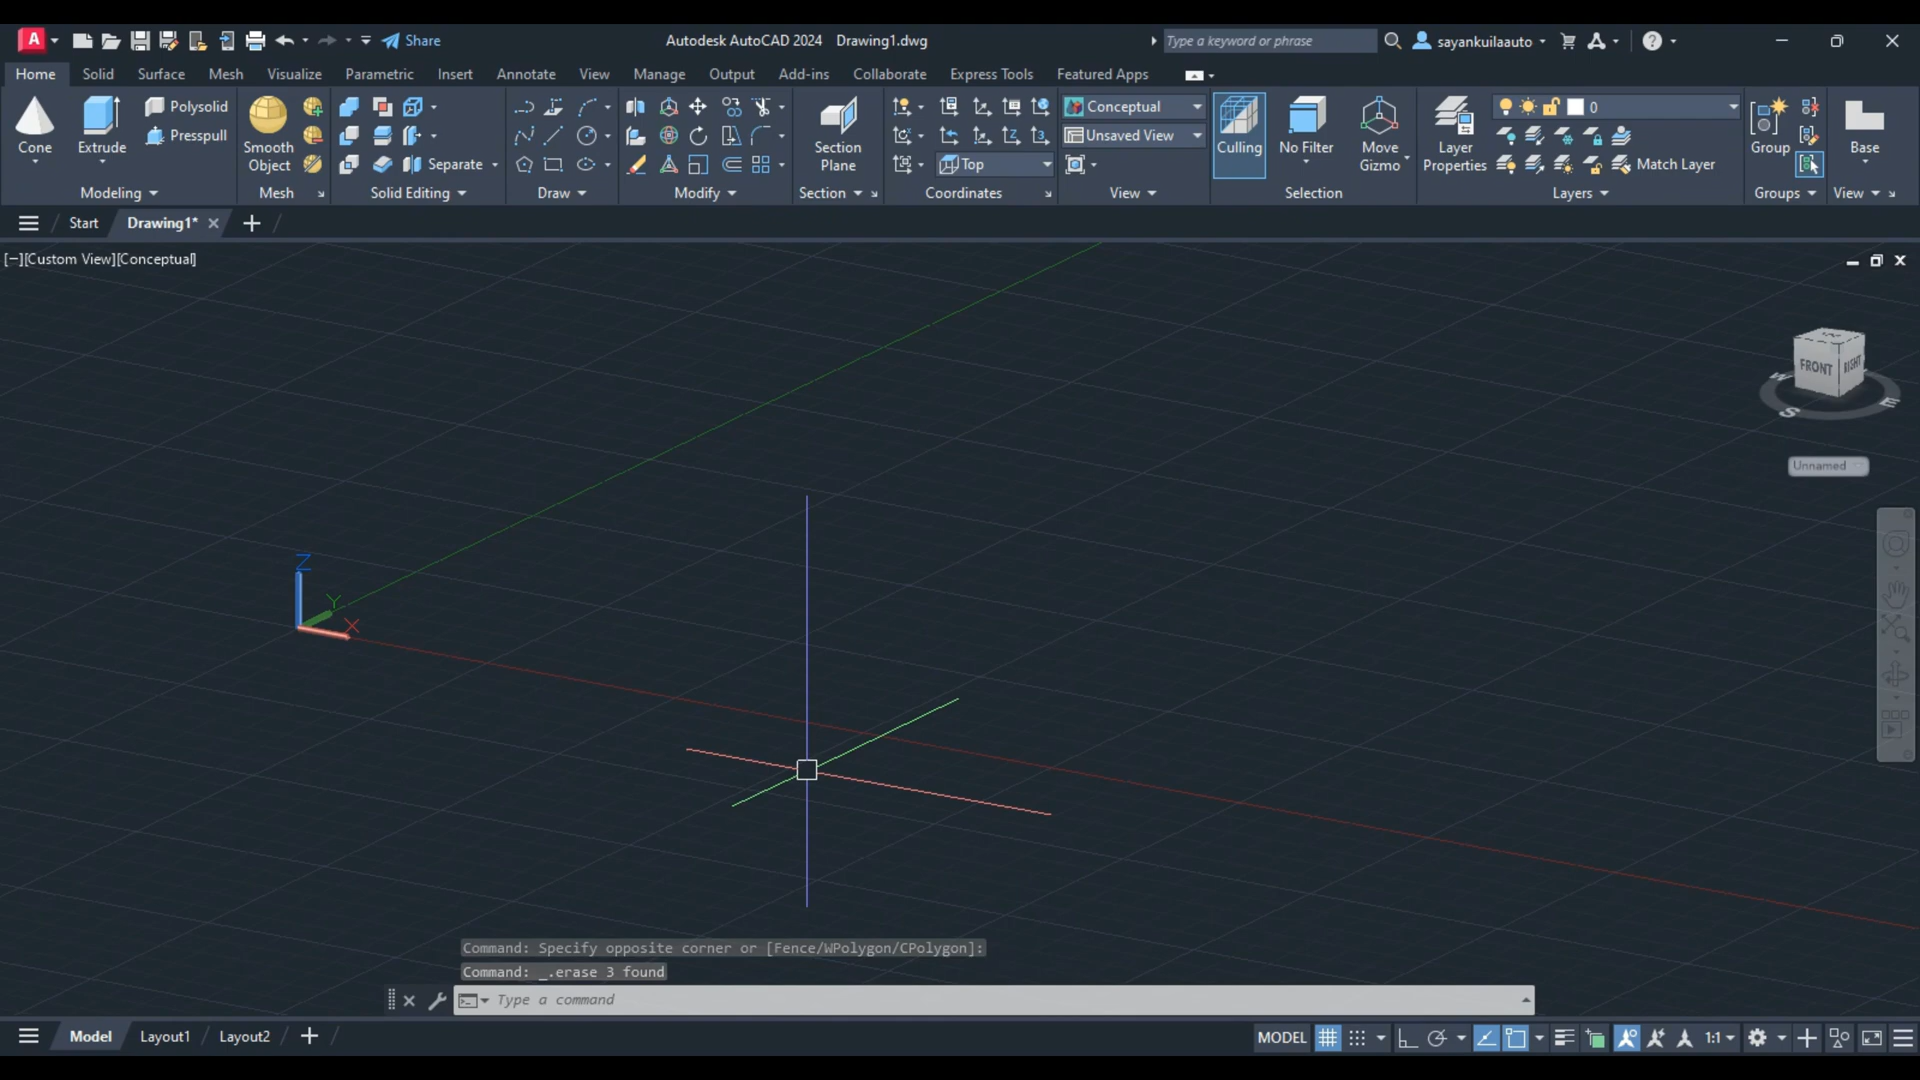 A Share Autodesk AutoCAD 2024 Drawing1.dwg Type a keyword or phrase sayankuilaauto ?
Home Solid Surface Mesh Visualize Parametric Insert Annotate View Manage Output Add-ins Collaborate Express Tools Featured Apps
Polysolid Conceptual 0
Presspull Unsaved View
Cone Extrude Smooth Object Separate Section Plane Top Culling No Filter Move Gizmo Layer Properties Match Layer Group Base
Modeling Mesh Solid Editing Draw Modify Section Coordinates View Selection Layers Groups View
Start Drawing1* +
[−][Custom View][Conceptual]
FRONT RIGHT
W S E
Unnamed
Z
Y
X
Command: Specify opposite corner or [Fence/WPolygon/CPolygon]:
Command: _.erase 3 found
Type a command
Model Layout1 Layout2 + MODEL 1:1